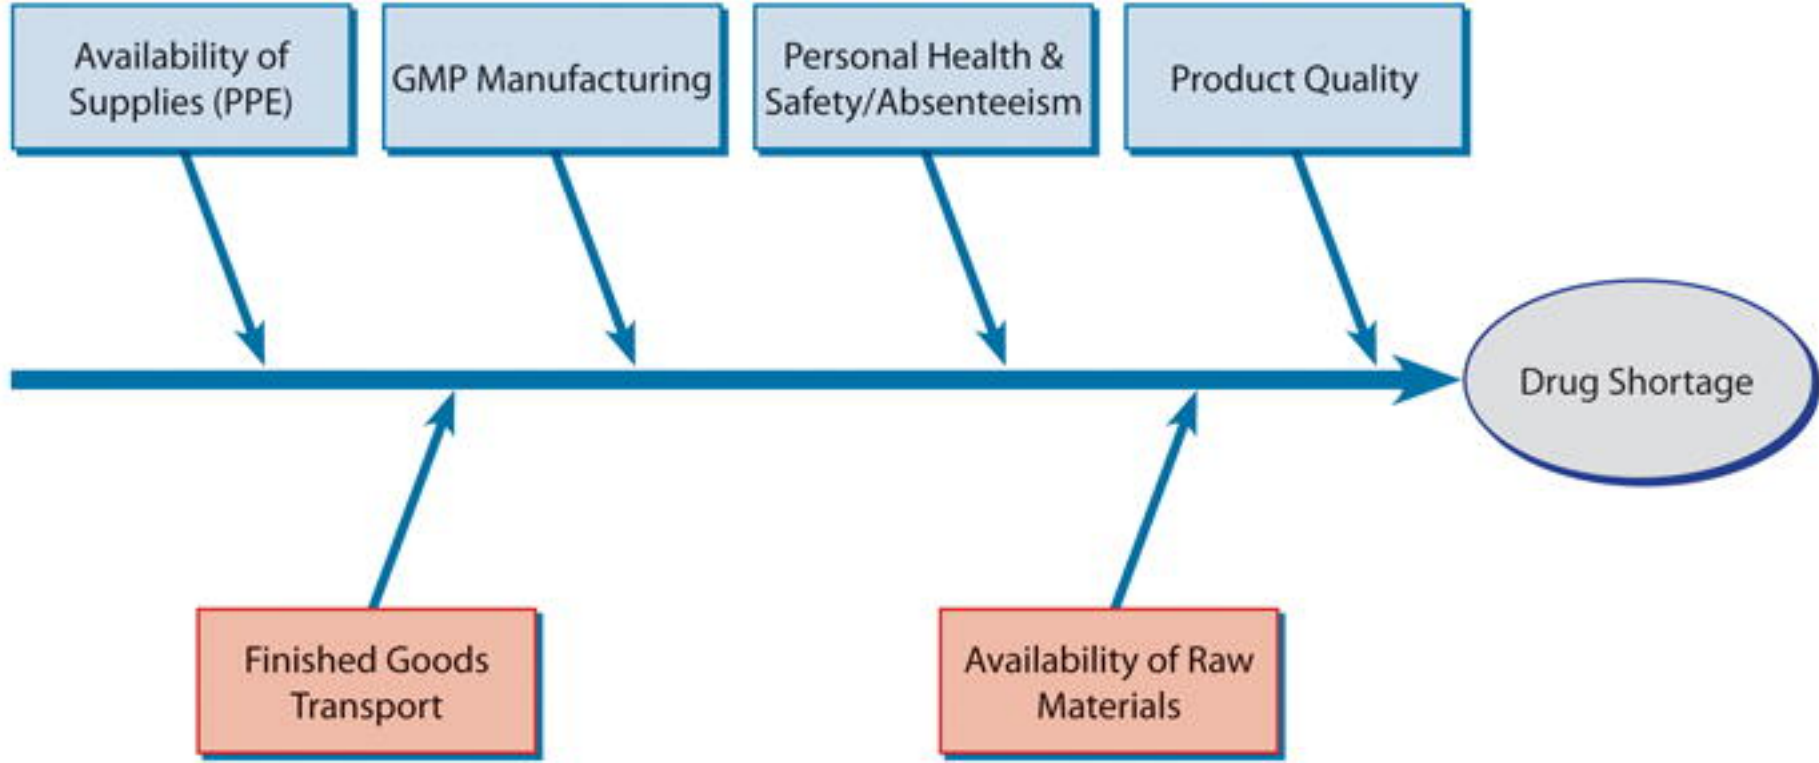 Availability of
Supplies (PPE)
GMP Manufacturing
Personal Health &
Safety/Absenteeism
Product Quality
Drug Shortage
Finished Goods
Transport
Availability of Raw
Materials